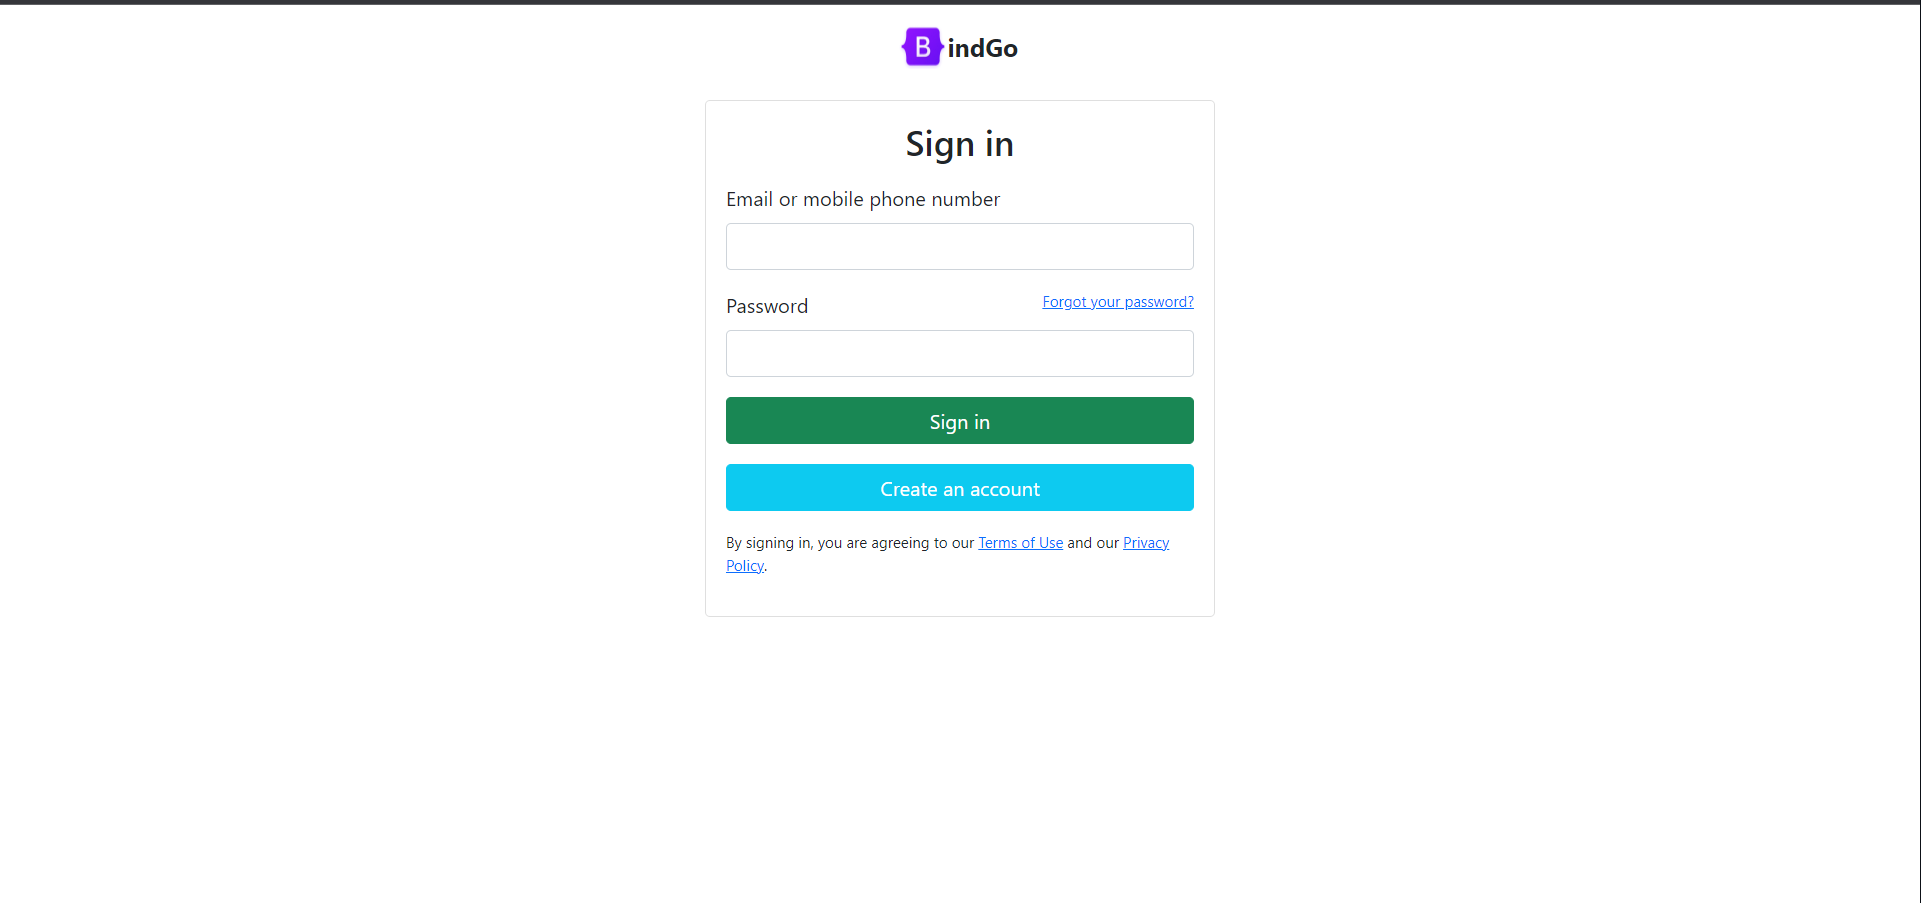 BindGo
Sign in
Email or mobile phone number
Password
Forgot your password?
Sign in
Create an account
By signing in, you are agreeing to our Terms of Use and our Privacy
Policy.